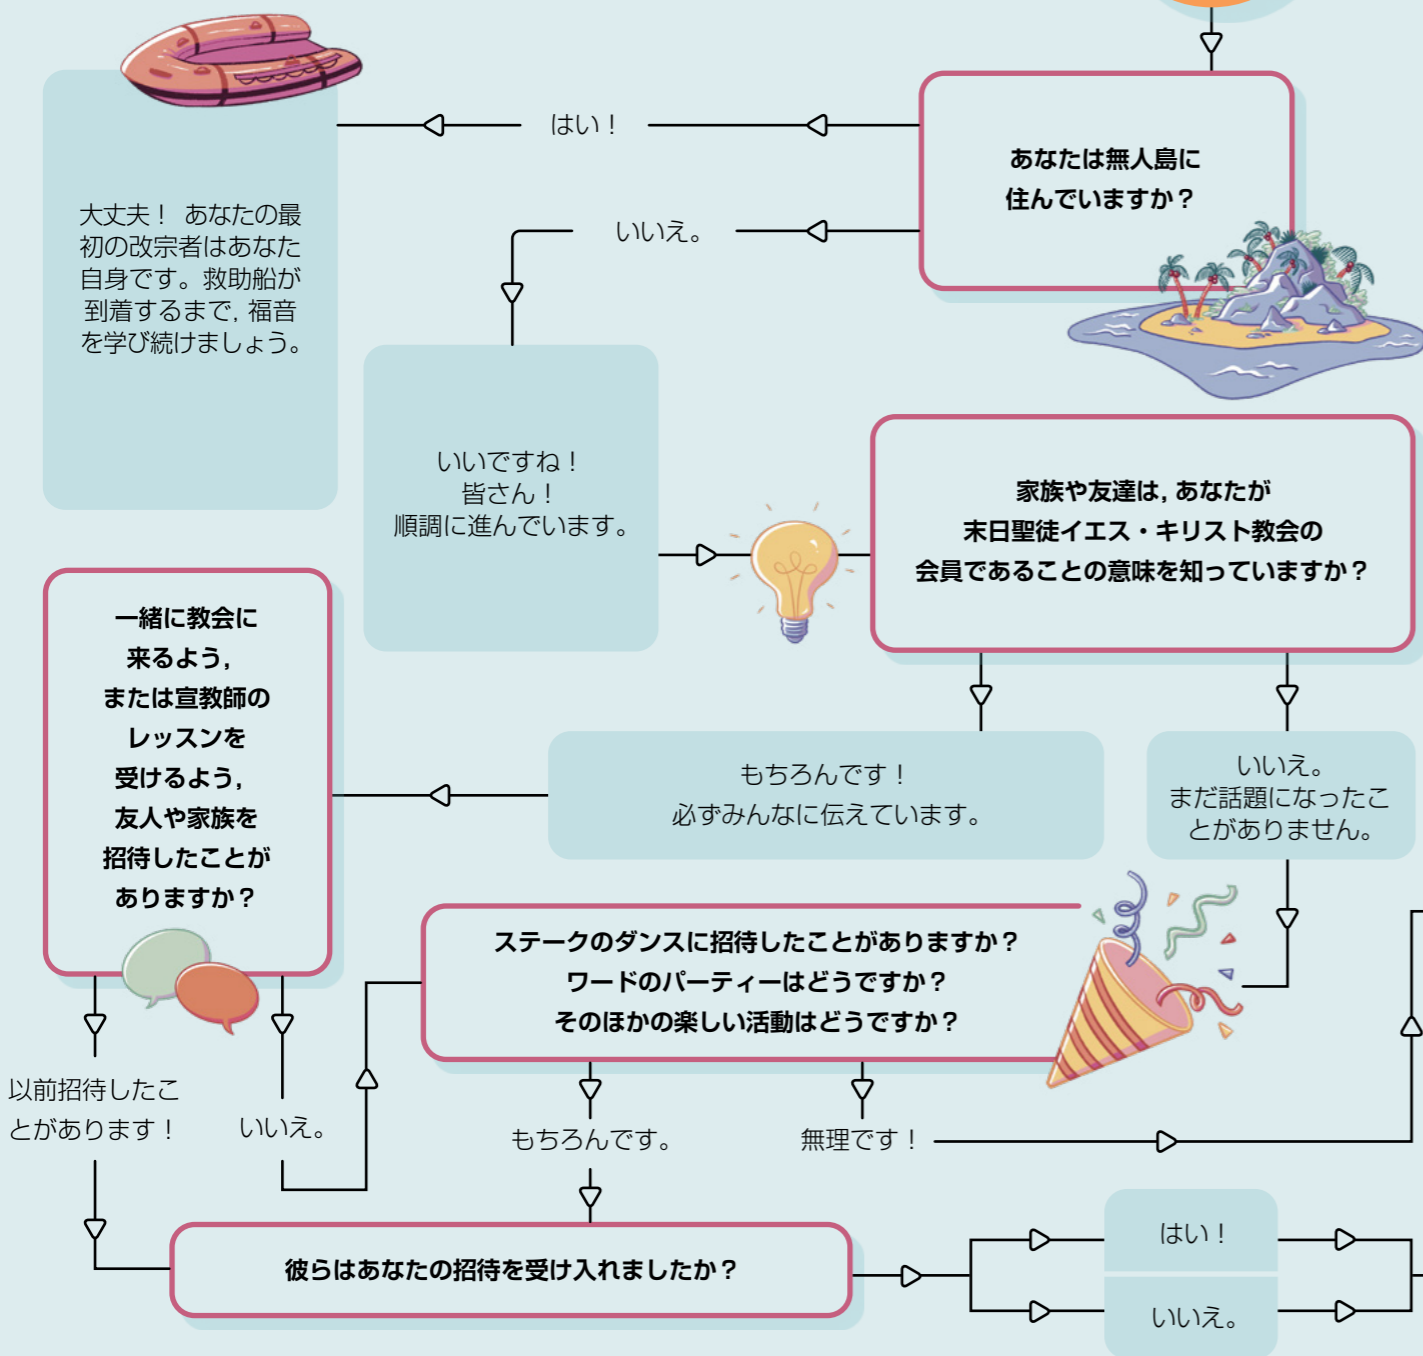 はい！
あなたは無人島に
住んでいますか？
大丈夫！ あなたの最
初の改宗者はあなた
自身です。救助船が
到着するまで, 福音
を学び続けましょう。
いいえ。
いいですね！
皆さん！
順調に進んでいます。
家族や友達は, あなたが
末日聖徒イエス・キリスト教会の
会員であることの意味を知っていますか？
一緒に教会に
来るよう,
または宣教師の
レッスンを
受けるよう,
友人や家族を
招待したことが
ありますか？
もちろんです！
必ずみんなに伝えています。
いいえ。
まだ話題になったこ
とがありません。
ステークのダンスに招待したことがありますか？
ワードのパーティーはどうですか？
そのほかの楽しい活動はどうですか？
以前招待したこ
とがあります！
いいえ。
もちろんです。
無理です！
彼らはあなたの招待を受け入れましたか？
はい！
いいえ。